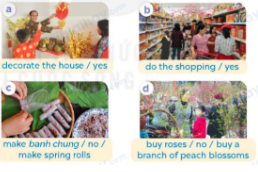 a
decorate the house / yes
b
do the shopping / yes
c
make banh chung / no /
make spring rolls
d
buy roses / no / buy a
branch of peach blossoms